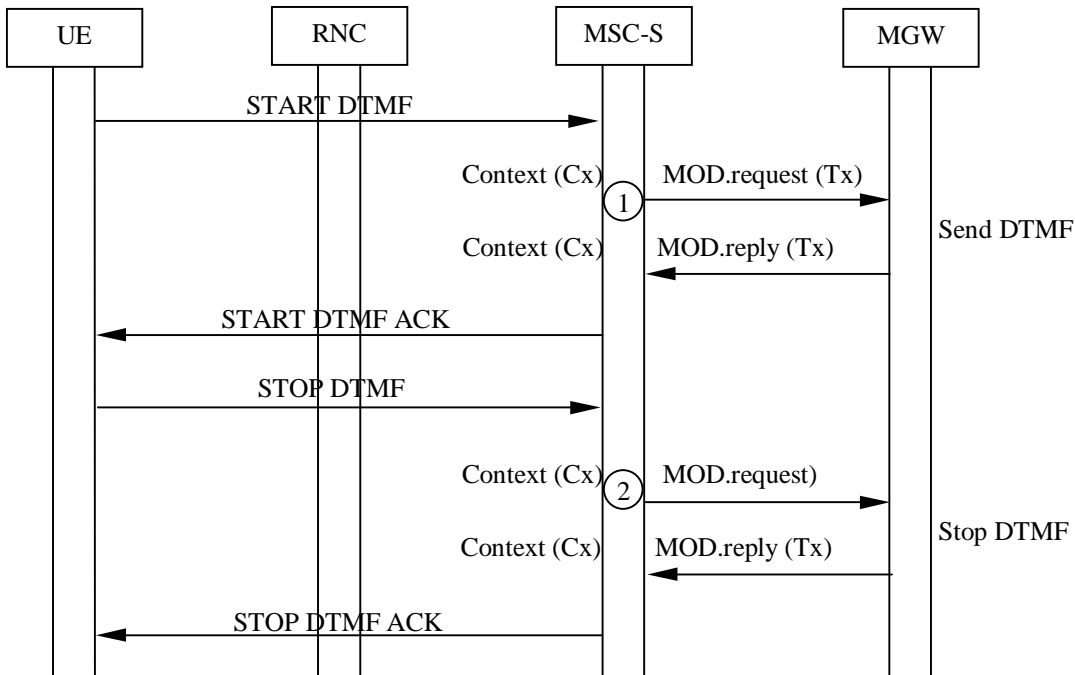 UE
RNC
MSC-S
MGW
START DTMF
Context (Cx)
MOD.request (Tx)
1
Send DTMF
Context (Cx)
MOD.reply (Tx)
START DTMF ACK
STOP DTMF
Context (Cx)
MOD.request)
2
Stop DTMF
Context (Cx)
MOD.reply (Tx)
STOP DTMF ACK